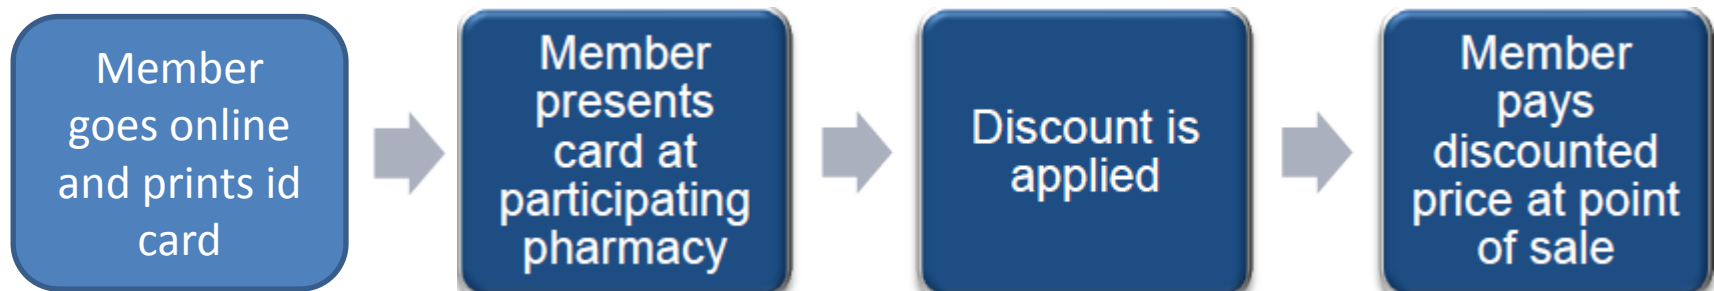 Member
goes online
and prints id
card
Member
presents
card at
participating
pharmacy
Discount is
applied
Member
pays
discounted
price at point
of sale